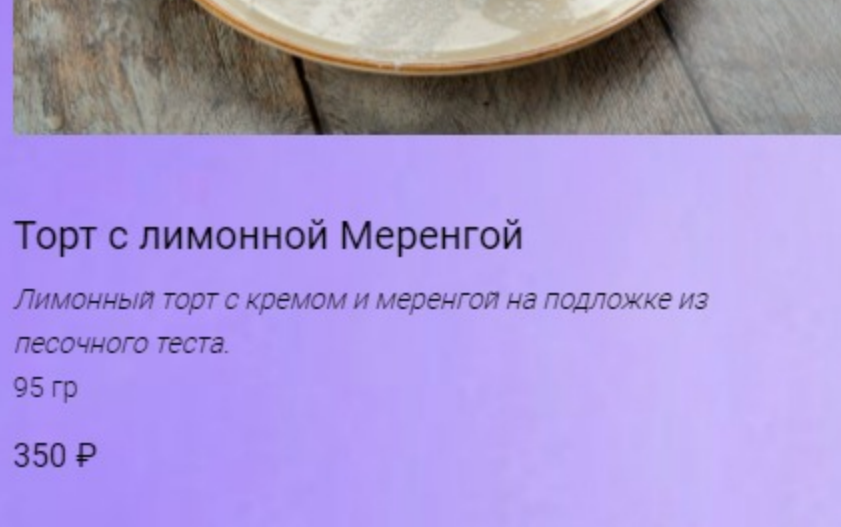 Торт с лимонной Меренгой
Лимонный торт с кремом и меренгой на подложке из
песочного теста.
95 гр
350 ₽